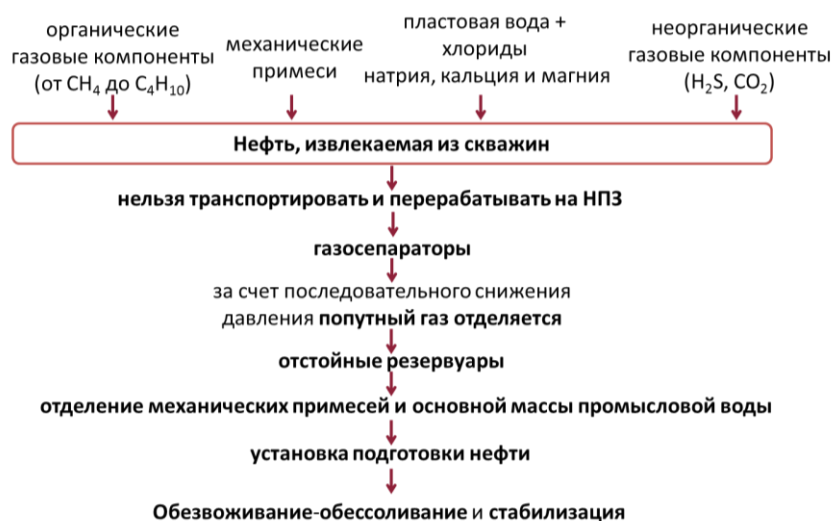 органические
газовые компоненты
(от CH₄ до C₄H₁₀)
механические
примеси
пластовая вода +
хлориды
натрия, кальция и магния
неорганические
газовые компоненты
(H₂S, CO₂)
Нефть, извлекаемая из скважин
нельзя транспортировать и перерабатывать на НПЗ
газосепараторы
за счет последовательного снижения
давления попутный газ отделяется
отстойные резервуары
отделение механических примесей и основной массы промысловой воды
установка подготовки нефти
Обезвоживание-обессоливание и стабилизация